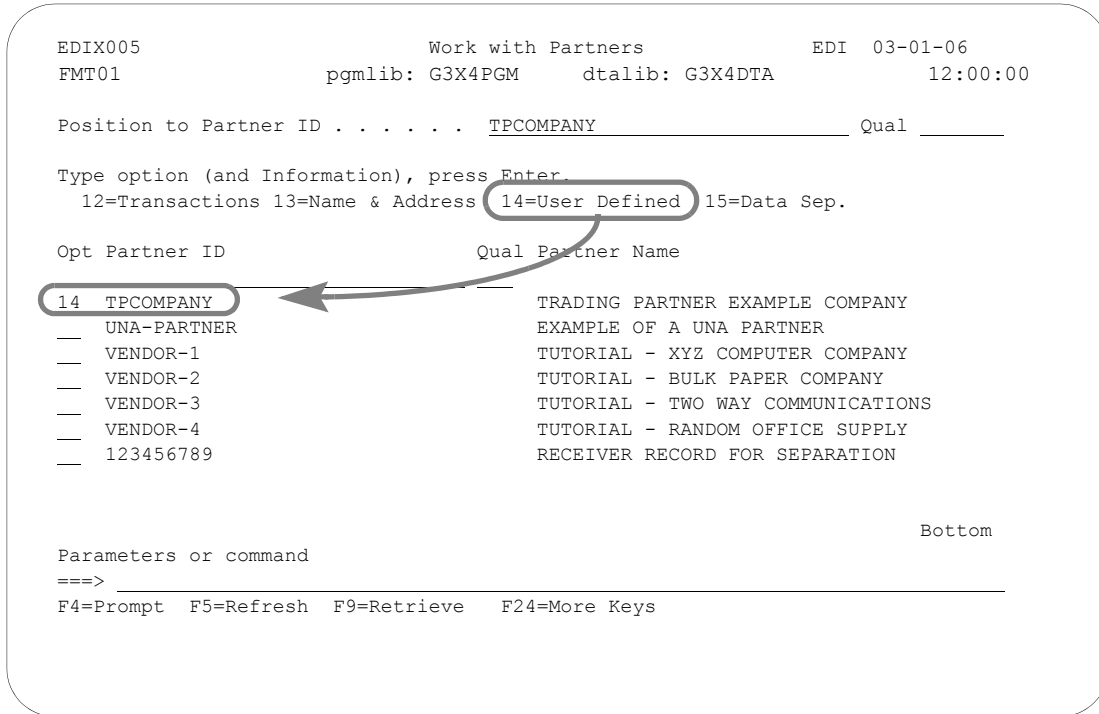 EDIX005 Work with Partners EDI 03-01-06
FMT01 pgmlib: G3X4PGM dtalib: G3X4DTA 12:00:00
Position to Partner ID . . . . . . TPCOMPANY Qual
Type option (and Information), press Enter.
12=Transactions 13=Name & Address 14=User Defined 15=Data Sep.
Opt Partner ID Qual Partner Name
14 TPCOMPANY TRADING PARTNER EXAMPLE COMPANY
UNA-PARTNER EXAMPLE OF A UNA PARTNER
VENDOR-1 TUTORIAL - XYZ COMPUTER COMPANY
VENDOR-2 TUTORIAL - BULK PAPER COMPANY
VENDOR-3 TUTORIAL - TWO WAY COMMUNICATIONS
VENDOR-4 TUTORIAL - RANDOM OFFICE SUPPLY
123456789 RECEIVER RECORD FOR SEPARATION
Bottom
Parameters or command
===>
F4=Prompt F5=Refresh F9=Retrieve F24=More Keys